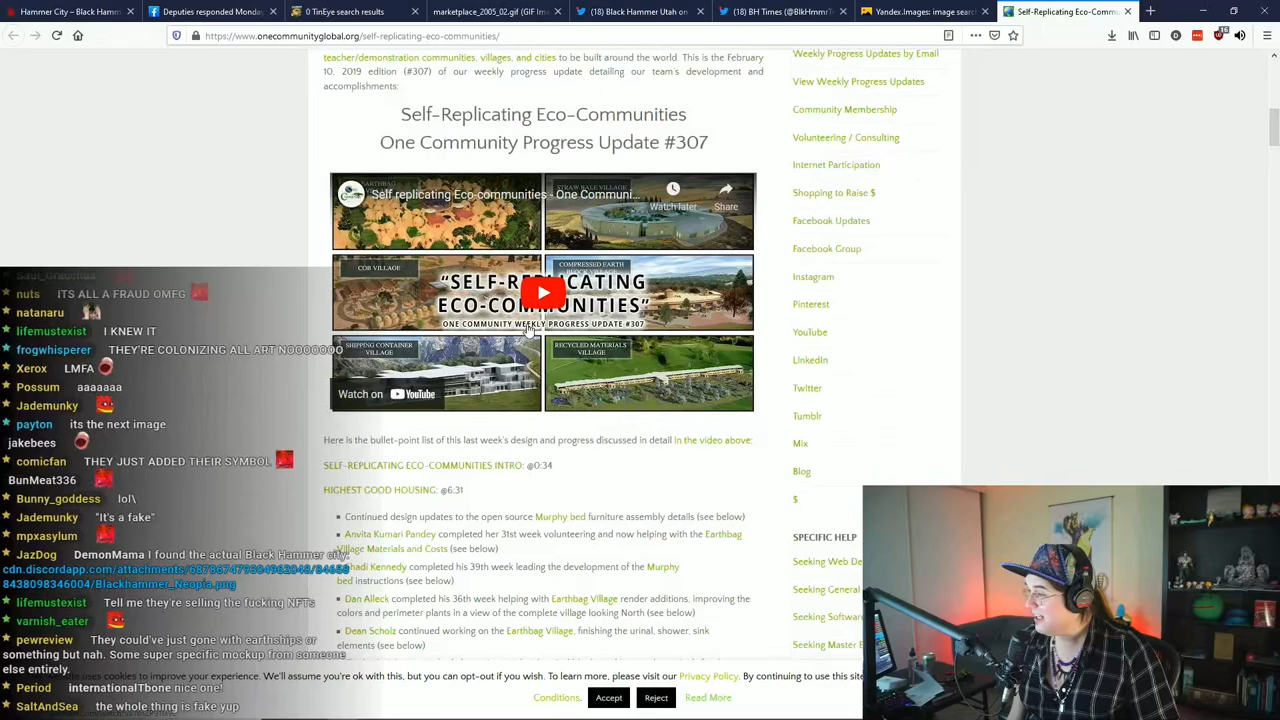 Black Hammer City – Black Ham
Deputies responded Monday
0 TinEye search results
marketplace_2005_02.gif (GIF Im
(18) Black Hammer Utah on
(18) BH Times (@BlkHmmrT
Yandex.Images: image search
Self-Replicating Eco-Commu
https://www.onecommunityglobal.org/self-replicating-eco-communities/
15
teacher/demonstration communities, villages, and cities to be built around the world. This is the February
10, 2019 edition (#307) of our weekly progress update detailing our team's development and
accomplishments:
Self-Replicating Eco-Communities
One Community Progress Update #307
EARTHBAG
STRAW BALE VILLAGE
Self replicating Eco-communities - One Communi...
Watch later
Share
COB VILLAGE
COMPRESSED EARTH
BLOCK VILLAGE
"SELF-REPLICATING
ECO-COMMUNITIES"
ONE COMMUNITY WEEKLY PROGRESS UPDATE #307
SHIPPING CONTAINER
VILLAGE
RECYCLED MATERIALS
VILLAGE
Watch on YouTube
Here is the bullet-point list of this last week's design and progress discussed in detail in the video above:
SELF-REPLICATING ECO-COMMUNITIES INTRO: @0:34
HIGHEST GOOD HOUSING: @6:31
Continued design updates to the open source Murphy bed furniture assembly details (see below)
Anvita Kumari Pandey completed her 31st week volunteering and now helping with the Earthbag
Village Materials and Costs (see below)
Shadi Kennedy completed his 39th week leading the development of the Murphy
bed instructions (see below)
Dan Alleck completed his 36th week helping with Earthbag Village render additions, improving the
colors and perimeter plants in a view of the complete village looking North (see below)
Dean Scholz continued working on the Earthbag Village, finishing the urinal, shower, sink
elements (see below)
Weekly Progress Updates by Email
View Weekly Progress Updates
Community Membership
Volunteering / Consulting
Internet Participation
Shopping to Raise $
Facebook Updates
Facebook Group
Instagram
Pinterest
YouTube
LinkedIn
Twitter
Tumblr
Mix
Blog
$
SPECIFIC HELP
Seeking Web De
Seeking General
Seeking Softwar
Seeking Master E
nuts ITS ALL A FRAUD OMFG
natanaru
lifemustexist I KNEW IT
frogwhisperer THEY'RE COLONIZING ALL ART NOOOOOOO
Xerox LMFA
Possum aaaaaaa
Jademunky
payton its the next image
jakebees
comicfan THEY JUST ADDED THEIR SYMBOL
BunMeat336
Bunny_goddess lol\
Jademunky "It's a fake"
mpxasylum
JazDog DemonMama I found the actual Black Hammer city:
lifemustexist Tell me they're selling the fucking NFTs
varnish_eater
pewreview They could've just gone with earthships or
something but nah. Some super specific mockup from someone
else entirely.
Period internationalTbone nice one!
SaltAndSea the whole thing is fake yup
uses cookies to improve your experience. We'll assume you're ok with this, but you can opt-out if you wish. To learn more, please visit our Privacy Policy. By continuing to use this site
Conditions. Accept Reject Read More